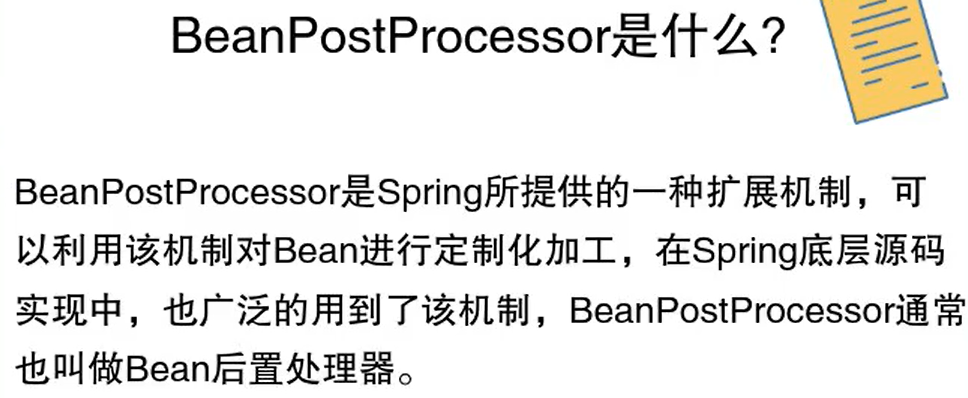 BeanPostProcessor是什么?
BeanPostProcessor是Spring所提供的一种扩展机制，可
以利用该机制对Bean进行定制化加工，在Spring底层源码
实现中，也广泛的用到了该机制，BeanPostProcessor通常
也叫做Bean后置处理器。